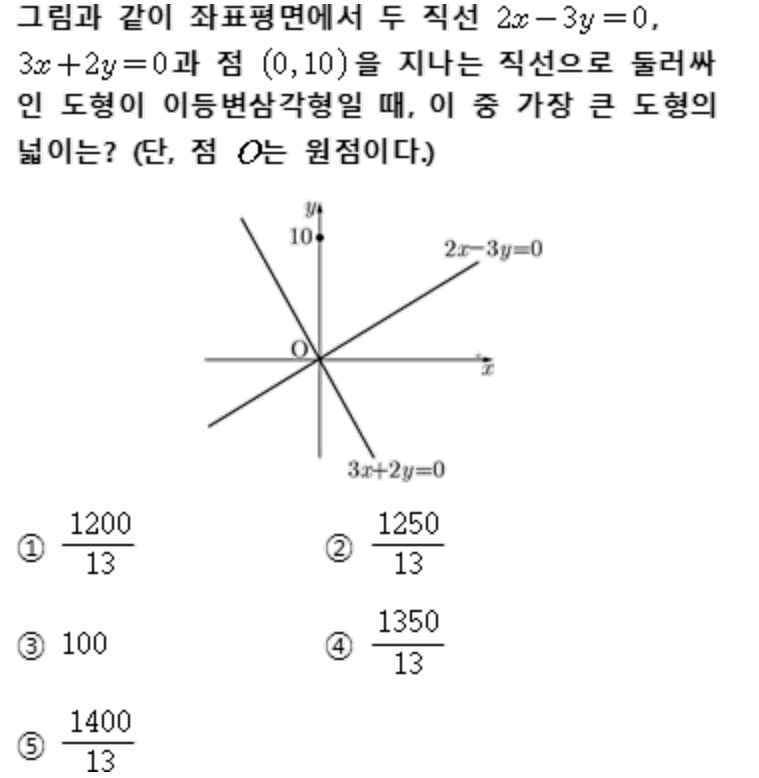 그림과 같이 좌표평면에서 두 직선 2x−3y=0,
3x+2y=0과 점 (0,10)을 지나는 직선으로 둘러싸
인 도형이 이등변삼각형일 때, 이 중 가장 큰 도형의
넓이는? (단, 점 O는 원점이다.)
y
10
2x−3y=0
O
x
3x+2y=0
① 1200/13 ② 1250/13
③ 100 ④ 1350/13
⑤ 1400/13